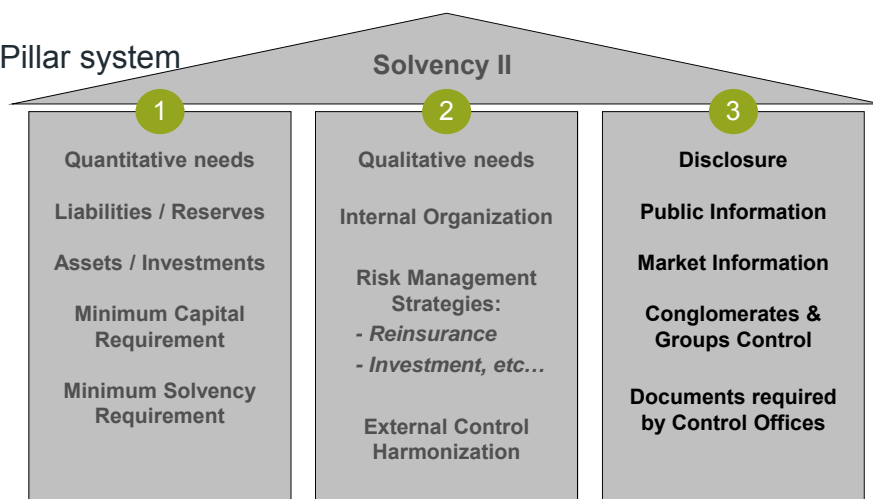 Pillar system
Solvency II
1
Quantitative needs
Liabilities / Reserves
Assets / Investments
Minimum Capital
Requirement
Minimum Solvency
Requirement
2
Qualitative needs
Internal Organization
Risk Management
Strategies:
- Reinsurance
- Investment, etc…
External Control
Harmonization
3
Disclosure
Public Information
Market Information
Conglomerates &
Groups Control
Documents required
by Control Offices